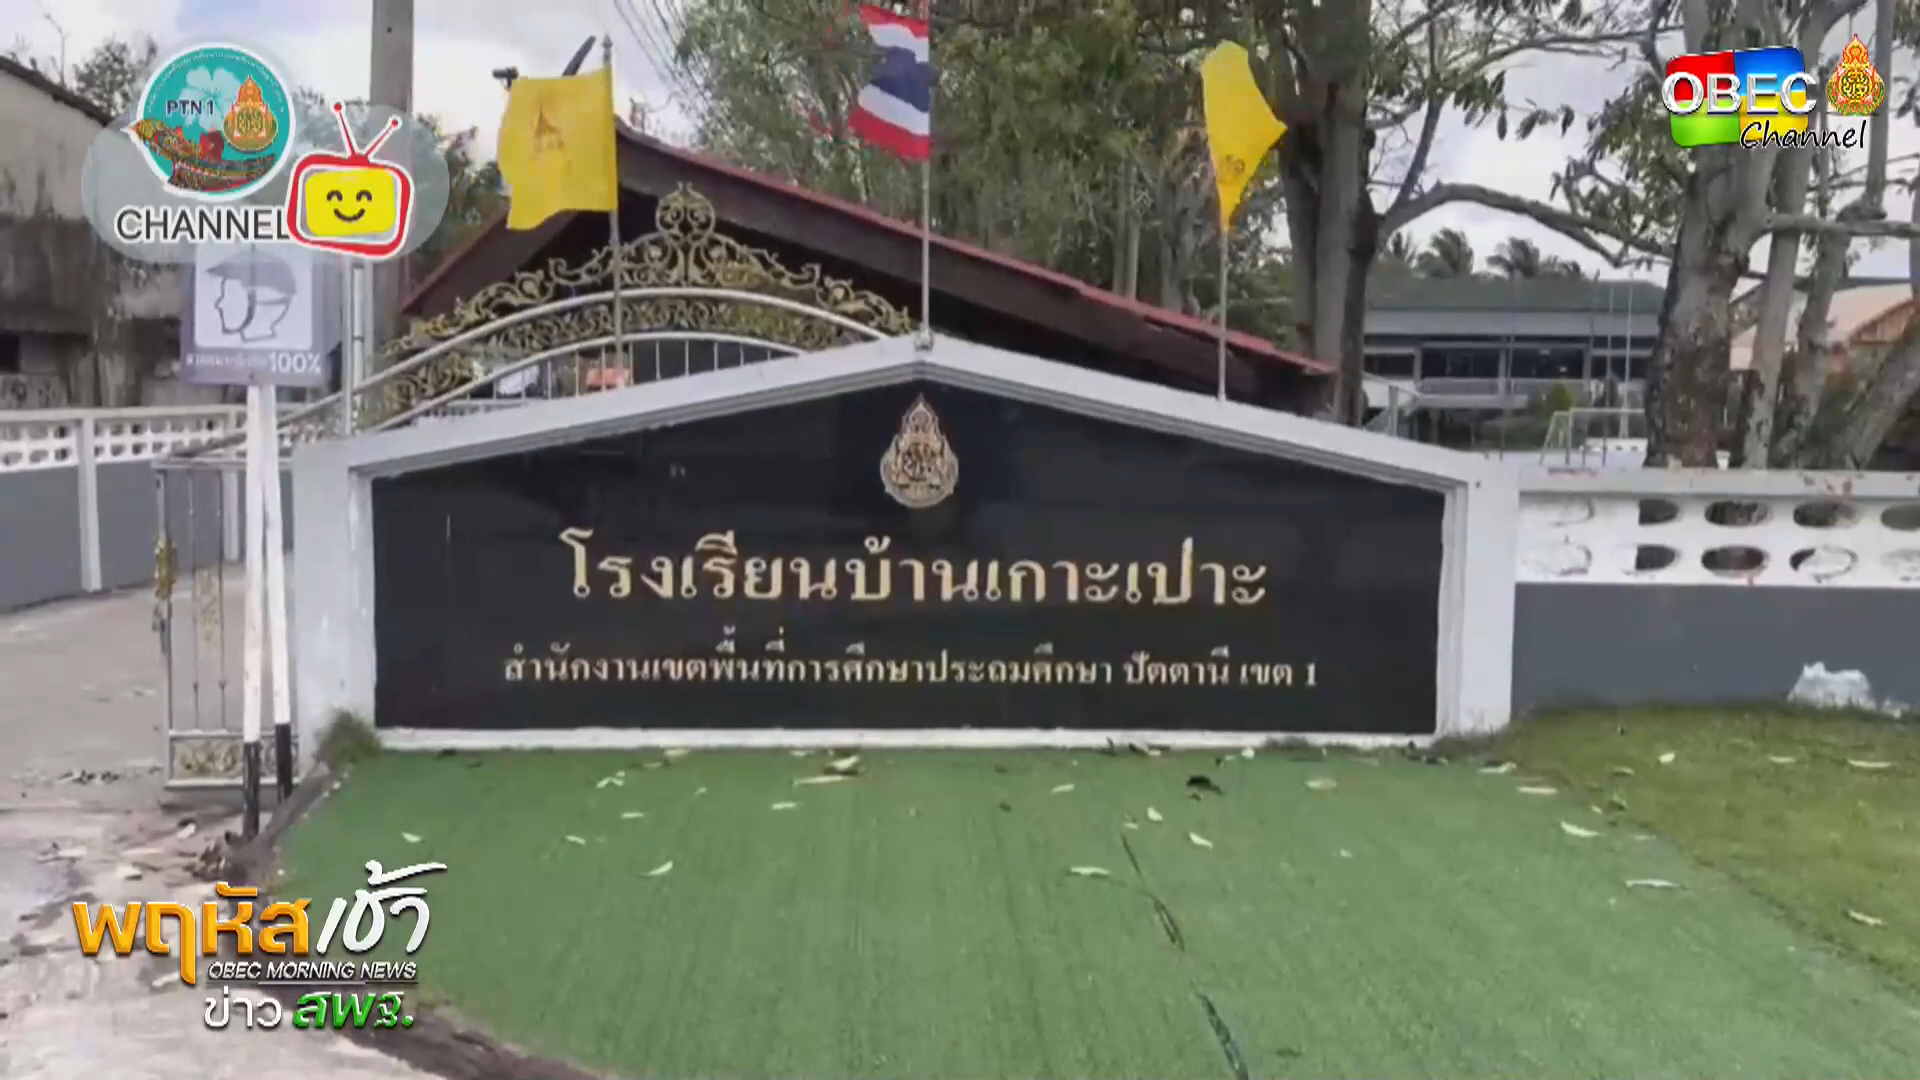 PTN 1
CHANNEL
OBEC
Channel
100%
โรงเรียนบ้านเกาะเปาะ
สำนักงานเขตพื้นที่การศึกษาประถมศึกษา ปัตตานี เขต 1
พฤหัสเช้า
OBEC MORNING NEWS
ข่าว สพฐ.